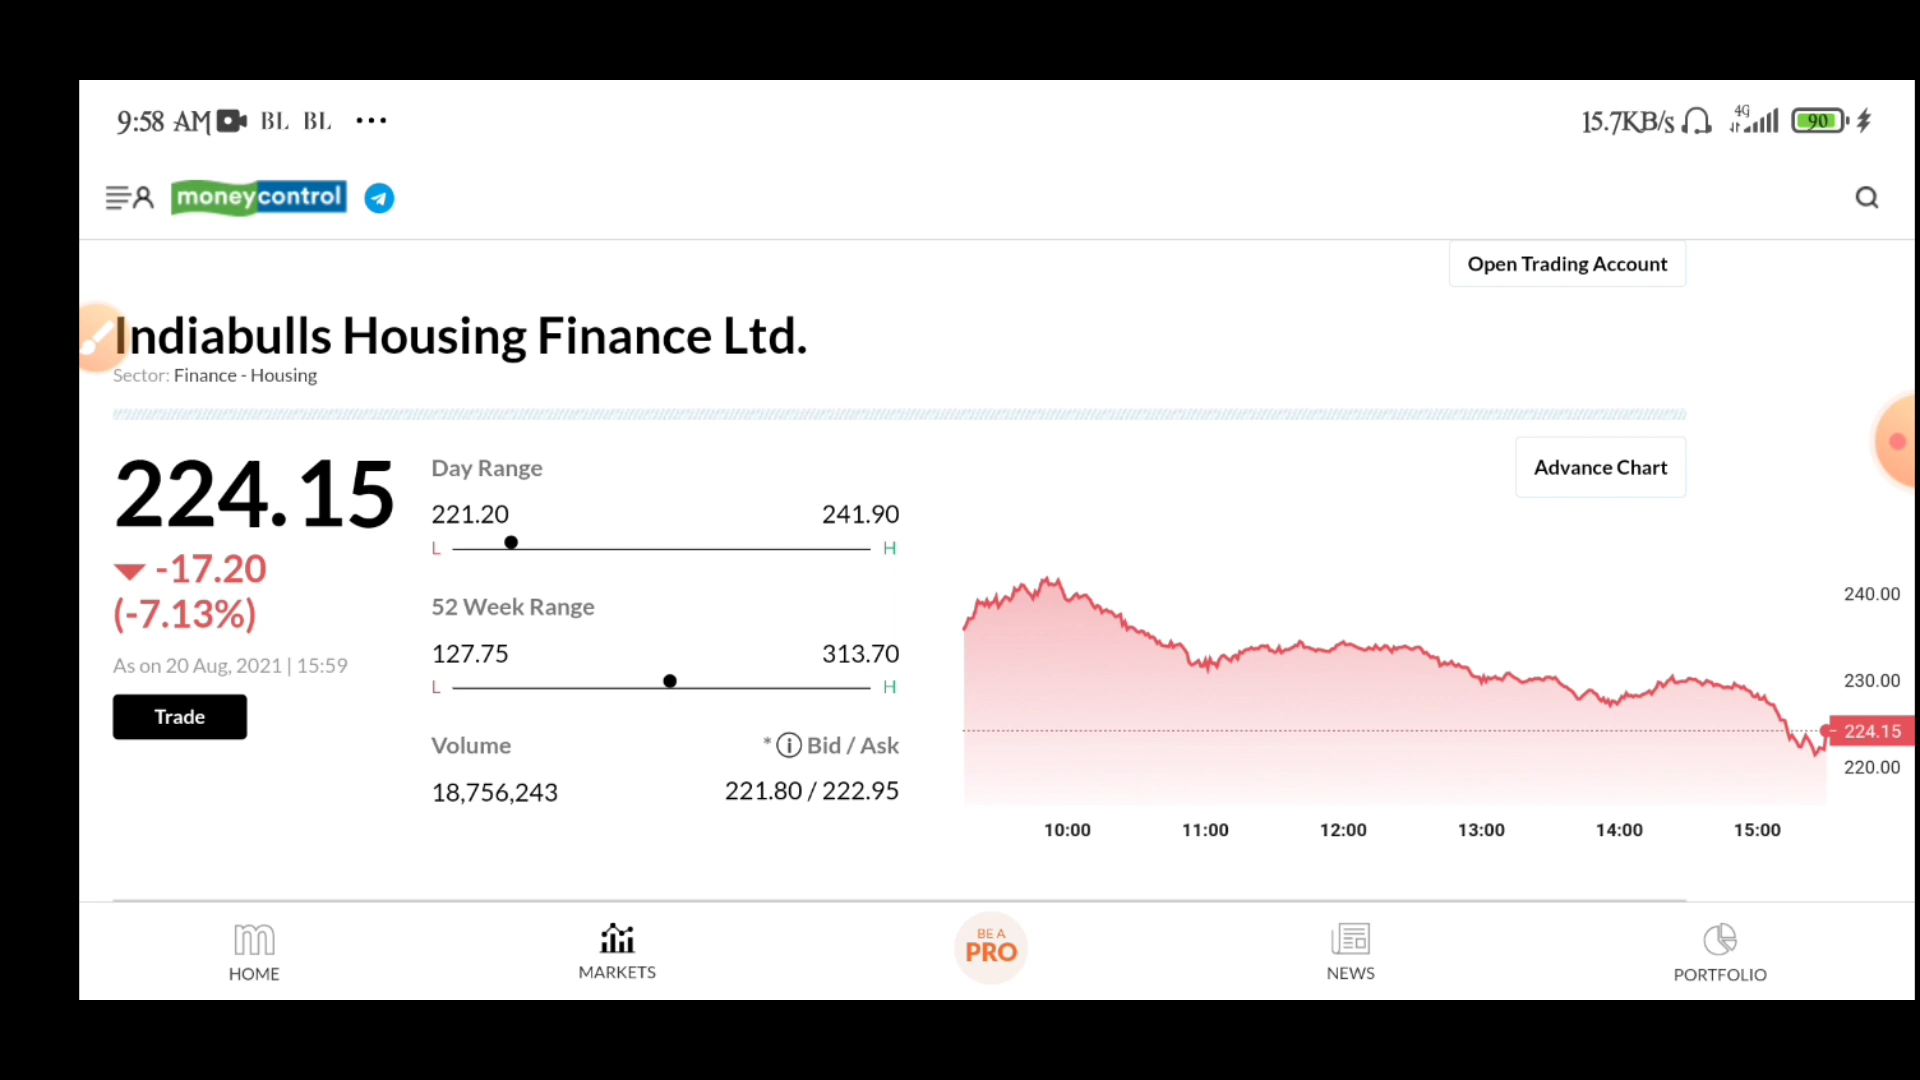 9:58 AM BL BL ...
15.7KB/s 4G 90
moneycontrol
Open Trading Account
Indiabulls Housing Finance Ltd.
Sector: Finance - Housing
224.15
-17.20
(-7.13%)
As on 20 Aug, 2021 | 15:59
Trade
Day Range
221.20 241.90
L H
52 Week Range
127.75 313.70
L H
Volume * i Bid / Ask
18,756,243 221.80 / 222.95
Advance Chart
240.00
230.00
224.15
220.00
10:00 11:00 12:00 13:00 14:00 15:00
HOME
MARKETS
BE A
PRO
NEWS
PORTFOLIO